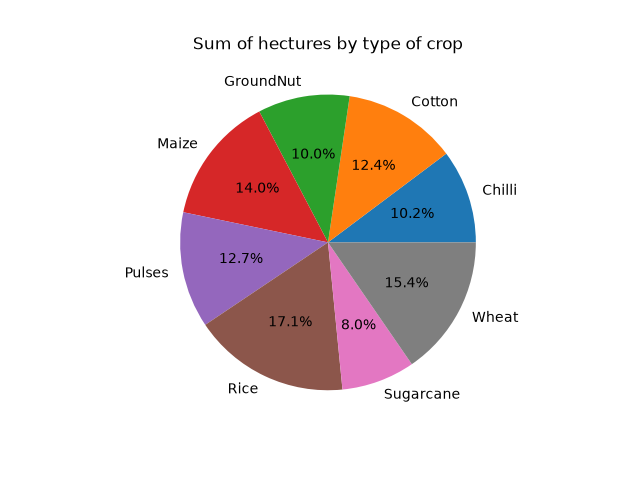 Sum of hectures by type of crop
GroundNut
Cotton
Maize
Chilli
10.0%
12.4%
14.0%
10.2%
Pulses
12.7%
15.4%
17.1%
8.0%
Wheat
Rice
Sugarcane